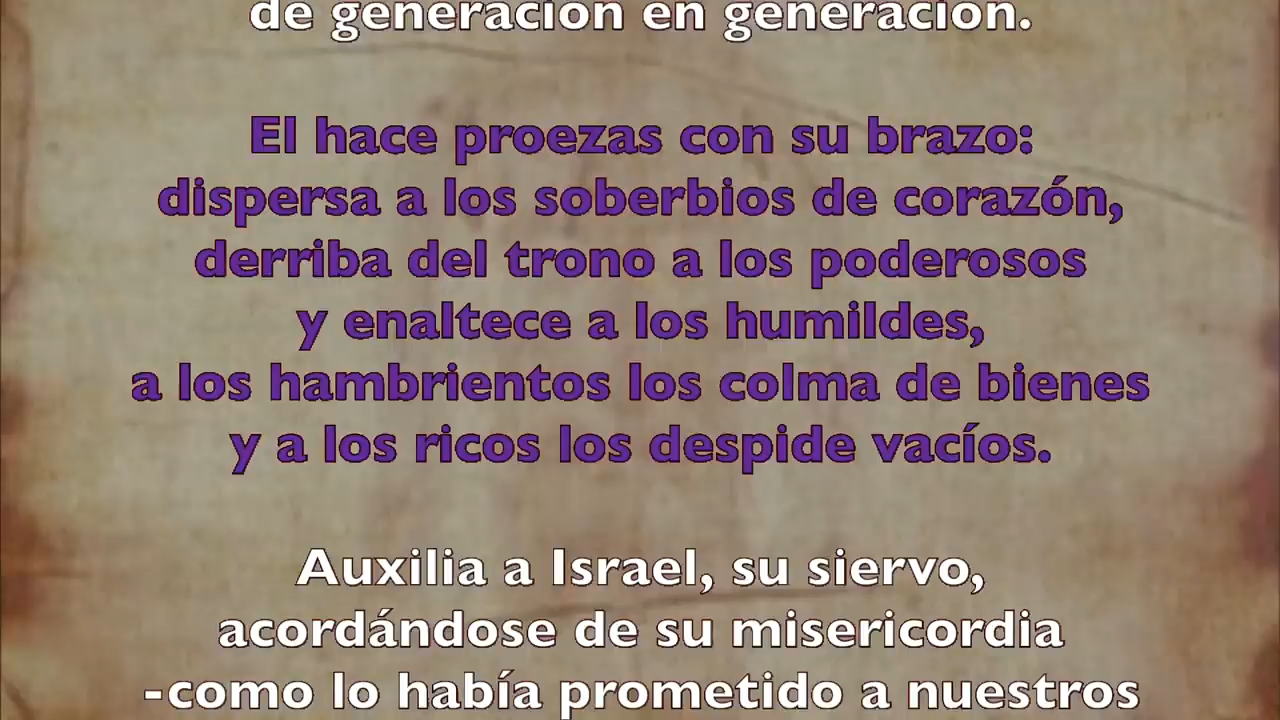 de generación en generación.
El hace proezas con su brazo:
dispersa a los soberbios de corazón,
derriba del trono a los poderosos
y enaltece a los humildes,
a los hambrientos los colma de bienes
y a los ricos los despide vacíos.
Auxilia a Israel, su siervo,
acordándose de su misericordia
-como lo había prometido a nuestros